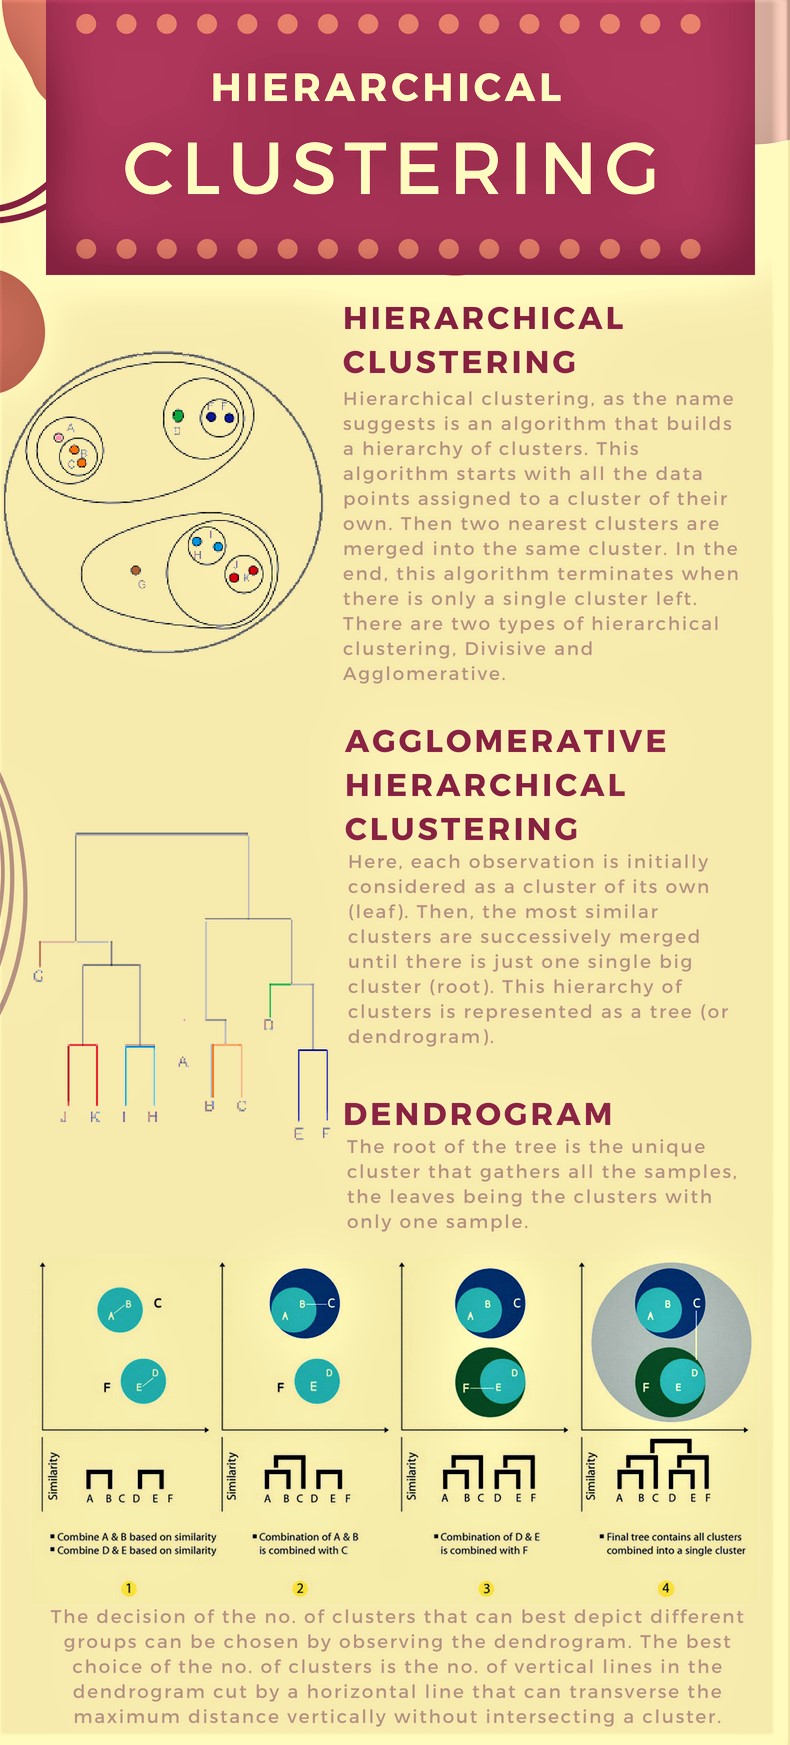 HIERARCHICAL
CLUSTERING
HIERARCHICAL
CLUSTERING
Hierarchical clustering, as the name
suggests is an algorithm that builds
a hierarchy of clusters. This
algorithm starts with all the data
points assigned to a cluster of their
own. Then two nearest clusters are
merged into the same cluster. In the
end, this algorithm terminates when
there is only a single cluster left.
There are two types of hierarchical
clustering, Divisive and
Agglomerative.
A
B
C
D
F
I
H
J
K
G
AGGLOMERATIVE
HIERARCHICAL
CLUSTERING
Here, each observation is initially
considered as a cluster of its own
(leaf). Then, the most similar
clusters are successively merged
until there is just one single big
cluster (root). This hierarchy of
clusters is represented as a tree (or
dendrogram).
G
D
A
J K I H B C
E F
DENDROGRAM
The root of the tree is the unique
cluster that gathers all the samples,
the leaves being the clusters with
only one sample.
A B C
F E D
Similarity
A B C D E F
▪ Combine A & B based on similarity
▪ Combine D & E based on similarity
1
A B C
F E D
Similarity
A B C D E F
▪ Combination of A & B
is combined with C
2
A B C
F E D
Similarity
A B C D E F
▪ Combination of D & E
is combined with F
3
A B C
F E D
Similarity
A B C D E F
▪ Final tree contains all clusters
combined into a single cluster
4
The decision of the no. of clusters that can best depict different
groups can be chosen by observing the dendrogram. The best
choice of the no. of clusters is the no. of vertical lines in the
dendrogram cut by a horizontal line that can transverse the
maximum distance vertically without intersecting a cluster.